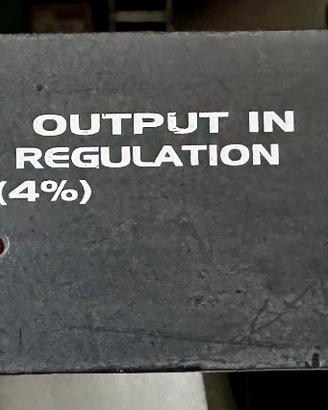 OUTPUT IN
REGULATION
(4%)